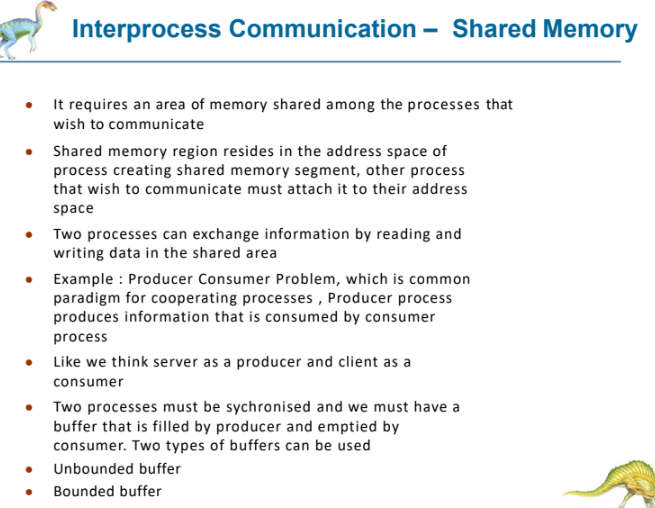 Interprocess Communication – Shared Memory
● It requires an area of memory shared among the processes that
wish to communicate
● Shared memory region resides in the address space of
process creating shared memory segment, other process
that wish to communicate must attach it to their address
space
● Two processes can exchange information by reading and
writing data in the shared area
● Example : Producer Consumer Problem, which is common
paradigm for cooperating processes , Producer process
produces information that is consumed by consumer
process
● Like we think server as a producer and client as a
consumer
● Two processes must be sychronised and we must have a
buffer that is filled by producer and emptied by
consumer. Two types of buffers can be used
● Unbounded buffer
● Bounded buffer